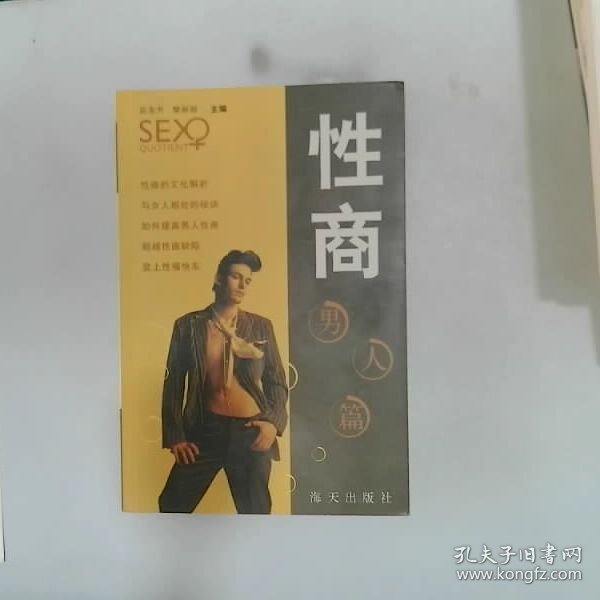 主编
SEXQ
QUOTIENT
性商的文化解析
与女人相处的秘诀
如何提高男人性商
超越性商缺陷
登上性福快车
性商
男人篇
海天出版社
孔夫子旧书网
www.kongfz.com